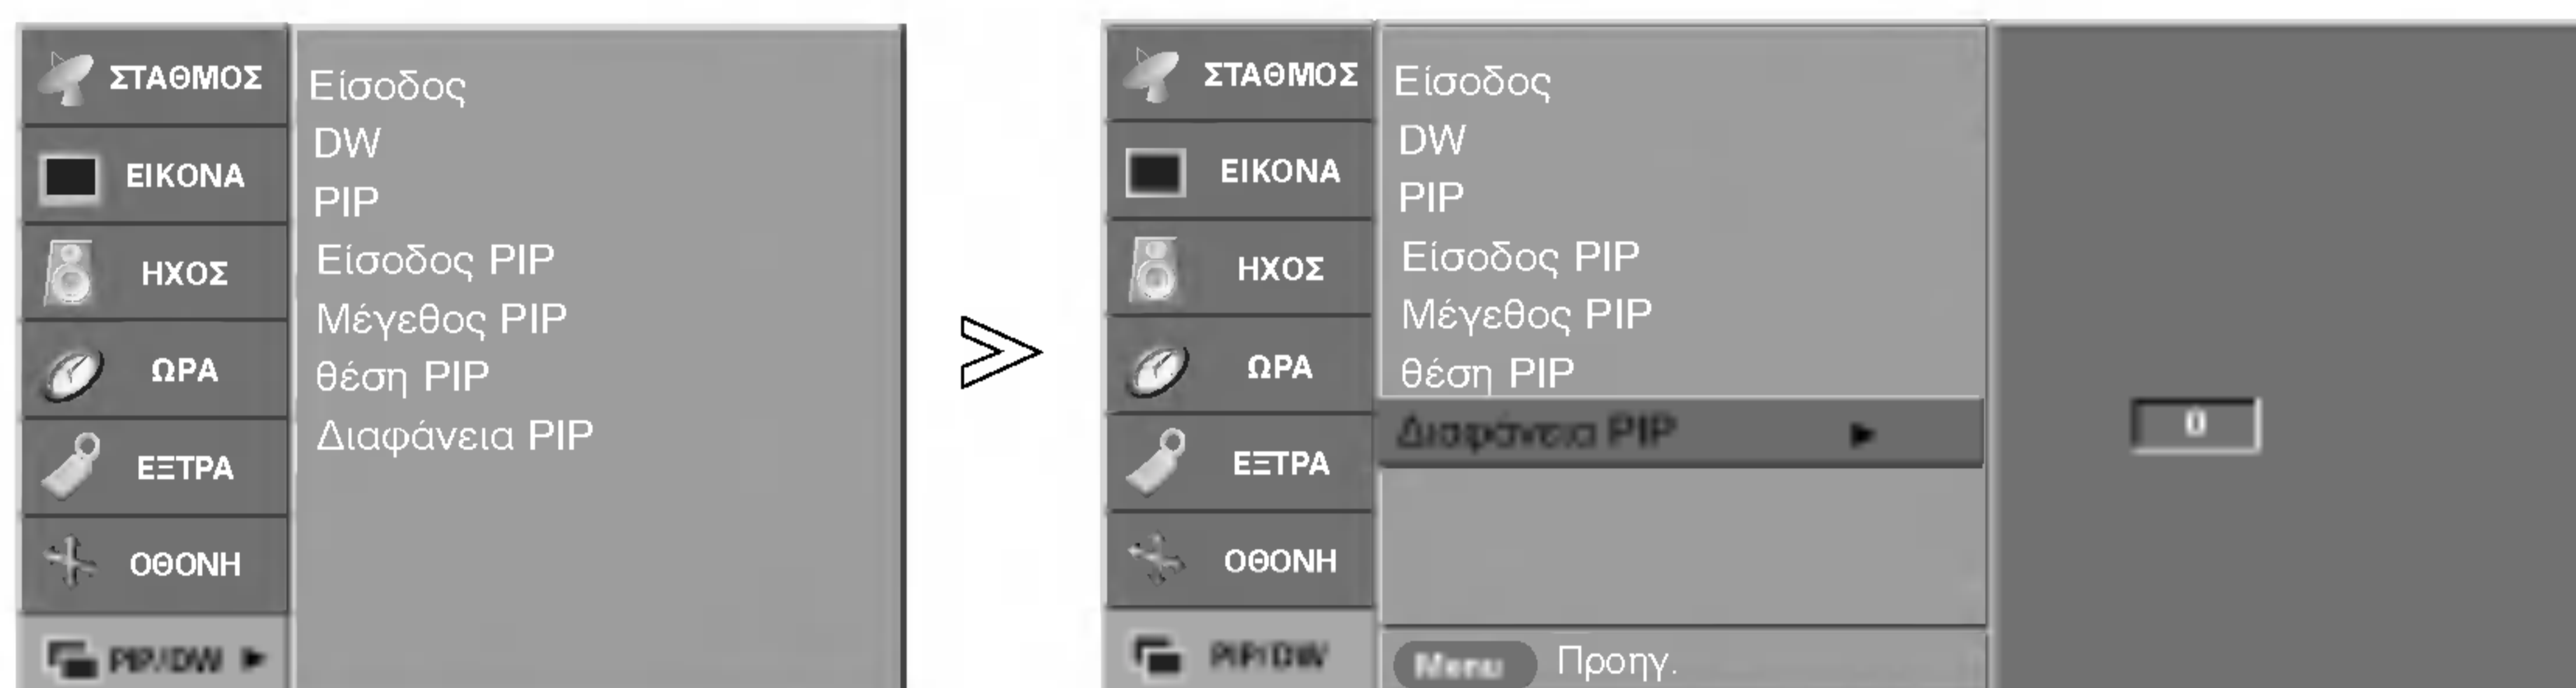 ΣΤΑΘΜΟΣ
ΕΙΚΟΝΑ
ΗΧΟΣ
ΩΡΑ
ΕΞΤΡΑ
ΟΘΟΝΗ
PIP/DW ►
Είσοδος
DW
PIP
Είσοδος PIP
Μέγεθος PIP
θέση PIP
Διαφάνεια PIP
ΣΤΑΘΜΟΣ
ΕΙΚΟΝΑ
ΗΧΟΣ
ΩΡΑ
ΕΞΤΡΑ
ΟΘΟΝΗ
PIP/DW
Είσοδος
DW
PIP
Είσοδος PIP
Μέγεθος PIP
θέση PIP
Διαφάνεια PIP ►
Menu Προηγ.
0